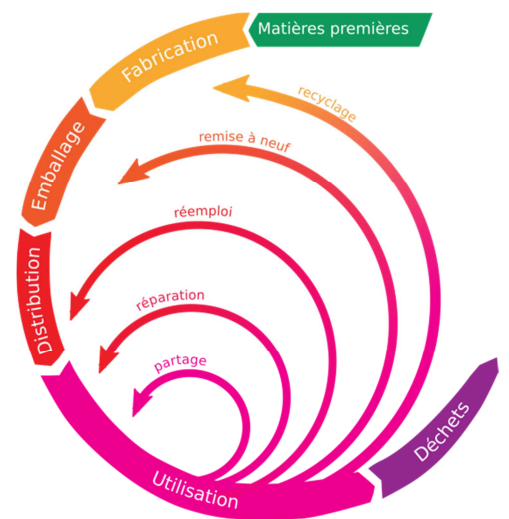 Matières premières
Fabrication
Emballage
Distribution
Utilisation
Déchets
recyclage
remise à neuf
réemploi
réparation
partage